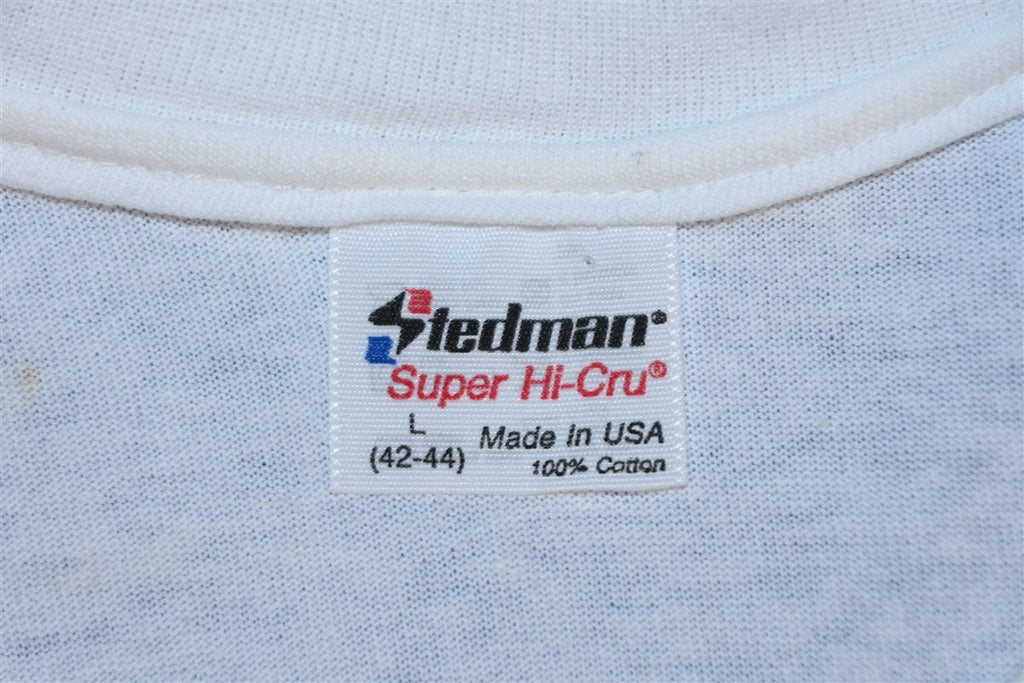 Stedman®
Super Hi-Cru®
L
(42-44)
Made In USA
100% Cotton